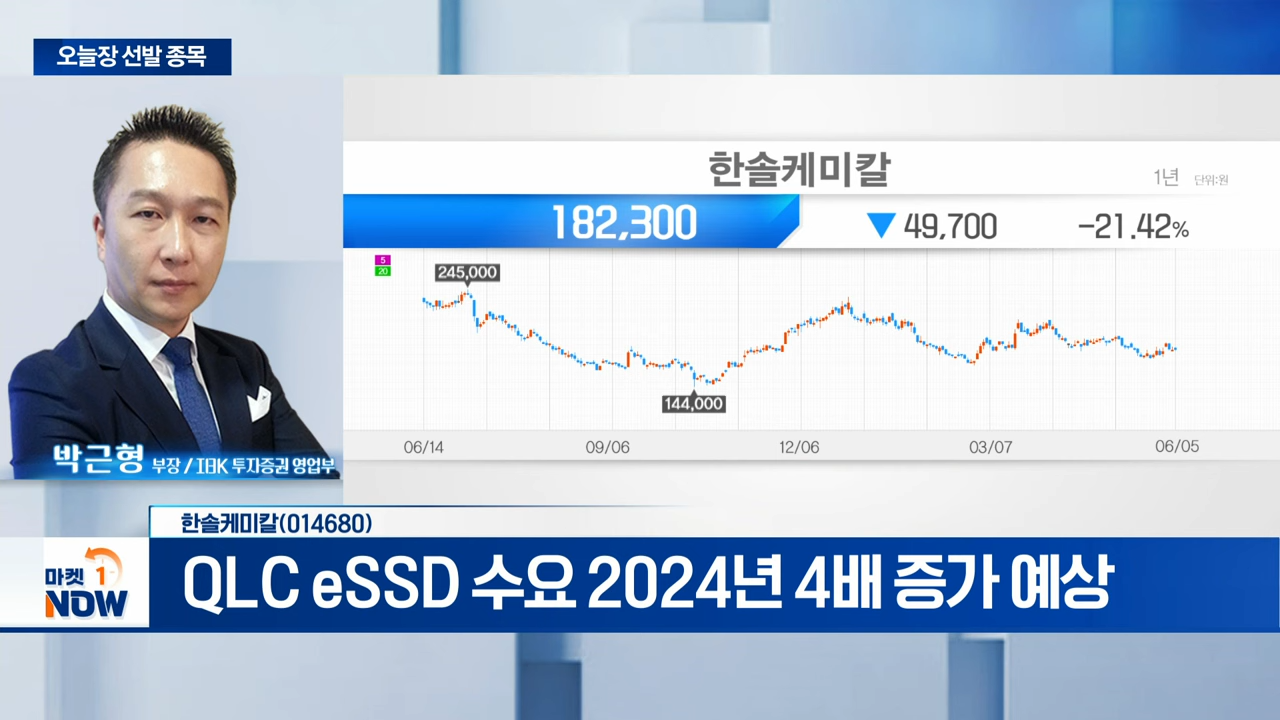 오늘장 선발 종목
한솔케미칼
1년 단위:원
182,300 ▼ 49,700 -21.42%
5
20
245,000
144,000
06/14 09/06 12/06 03/07 06/05
박근형 부장 / IBK 투자증권 영업부
한솔케미칼(014680)
마켓 1
NOW
QLC eSSD 수요 2024년 4배 증가 예상